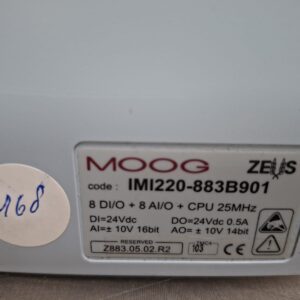 168
MOOG ZEUS
code : IMI220-883B901
8 DI/O + 8 AI/O + CPU 25MHz
DI=24Vdc DO=24Vdc 0.5A
AI=± 10V 16bit AO=± 10V 14bit
RESERVED
Z883.05.02.R2
103
CE